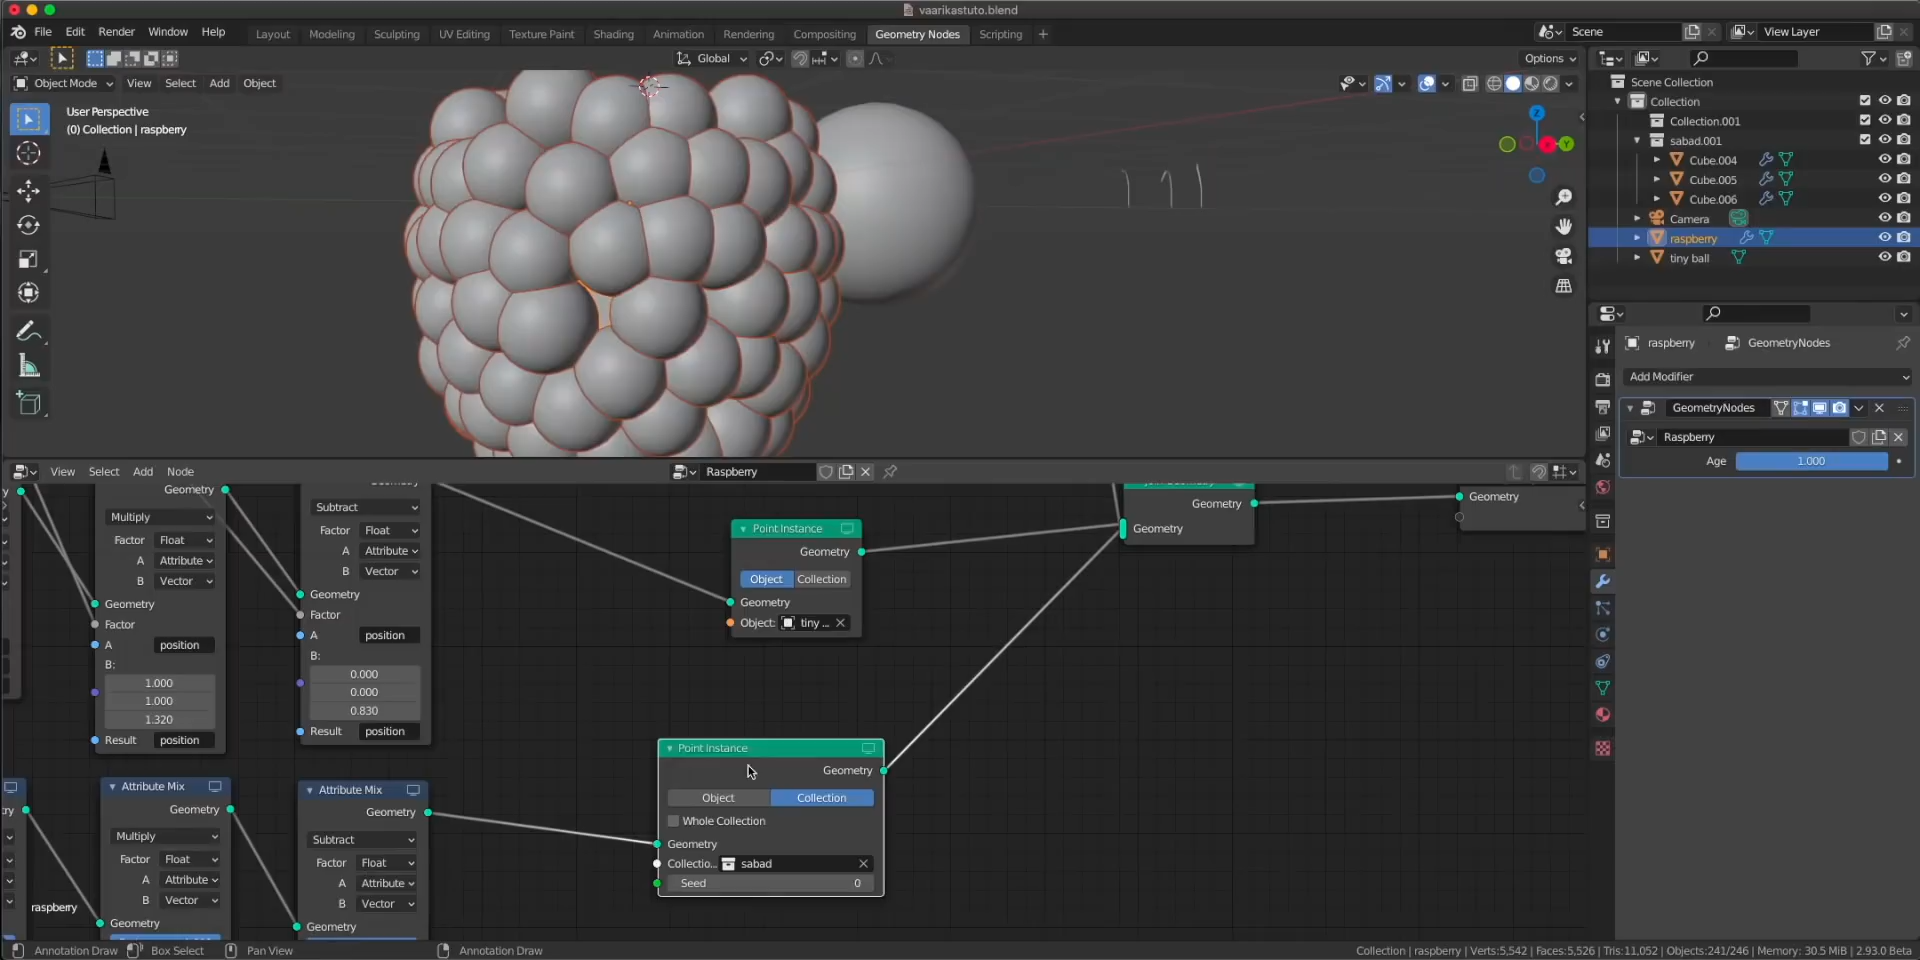 vaarikastuto.blend
File Edit Render Window Help Layout Modeling Sculpting UV Editing Texture Paint Shading Animation Rendering Compositing Geometry Nodes Scripting Scene View Layer
Global Options
Object Mode View Select Add Object
User Perspective
(0) Collection | raspberry
Scene Collection
Collection
Collection.001
sabad.001
Cube.004
Cube.005
Cube.006
Camera
raspberry
tiny ball
Z
Y
raspberry GeometryNodes
Add Modifier
GeometryNodes
Raspberry
Age 1.000
View Select Add Node Raspberry
Geometry
Multiply
Factor Float
A Attribute
B Vector
Geometry
Factor
A position
B:
1.000
1.000
1.320
Result position
Subtract
Factor Float
A Attribute
B Vector
Geometry
Factor
A position
B:
0.000
0.000
0.830
Result position
Point Instance
Geometry
Object Collection
Geometry
Object: tiny ...
Geometry
Geometry
Geometry
Attribute Mix
Geometry
Multiply
Factor Float
A Attribute
B Vector
Geometry
Attribute Mix
Geometry
Subtract
Factor Float
A Attribute
B Vector
Geometry
Point Instance
Geometry
Object Collection
Whole Collection
Geometry
Collectio... sabad
Seed 0
raspberry
Annotation Draw Box Select Pan View Annotation Draw Collection | raspberry | Verts:5,542 | Faces:5,526 | Tris:11,052 | Objects:241/246 | Memory: 30.5 MiB | 2.93.0 Beta